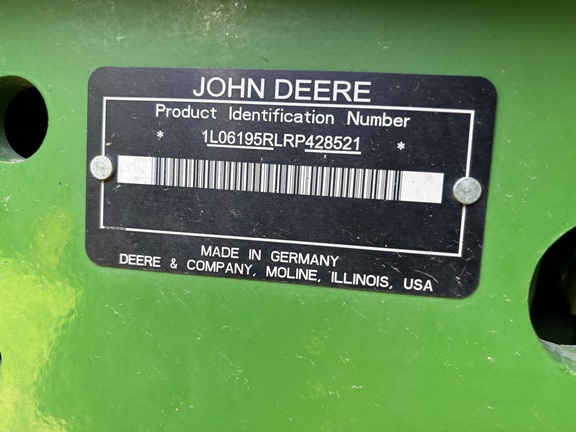 JOHN DEERE
Product Identification Number
* 1L06195RLRP428521 *
MADE IN GERMANY
DEERE & COMPANY, MOLINE, ILLINOIS, USA